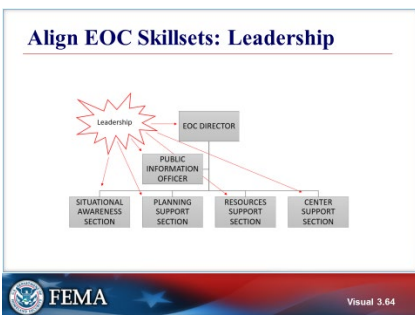 Align EOC Skillsets: Leadership
Leadership
EOC DIRECTOR
PUBLIC
INFORMATION
OFFICER
SITUATIONAL
AWARENESS
SECTION
PLANNING
SUPPORT
SECTION
RESOURCES
SUPPORT
SECTION
CENTER
SUPPORT
SECTION
FEMA
Visual 3.64